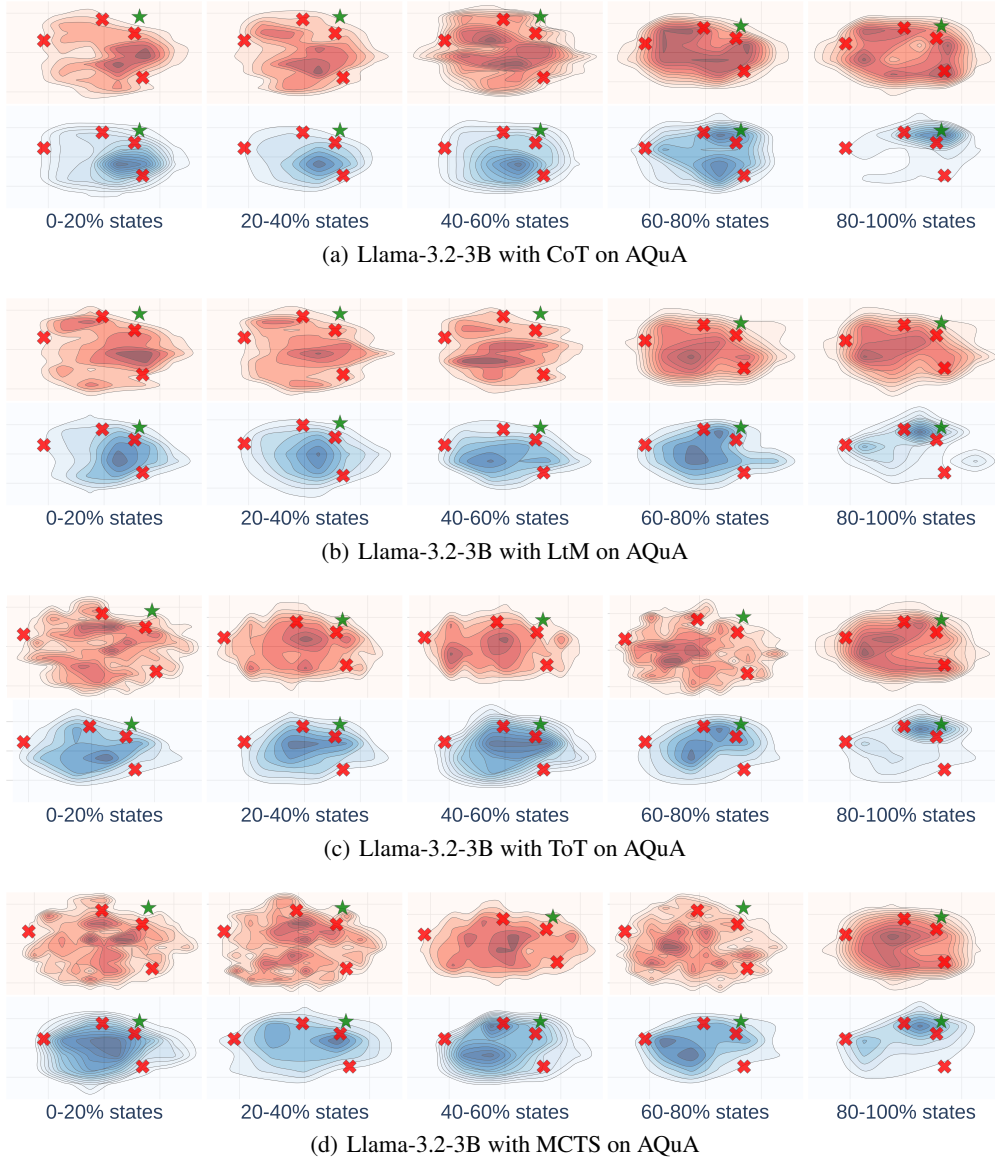 0-20% states 20-40% states 40-60% states 60-80% states 80-100% states
(a) Llama-3.2-3B with CoT on AQuA
0-20% states 20-40% states 40-60% states 60-80% states 80-100% states
(b) Llama-3.2-3B with LtM on AQuA
0-20% states 20-40% states 40-60% states 60-80% states 80-100% states
(c) Llama-3.2-3B with ToT on AQuA
0-20% states 20-40% states 40-60% states 60-80% states 80-100% states
(d) Llama-3.2-3B with MCTS on AQuA